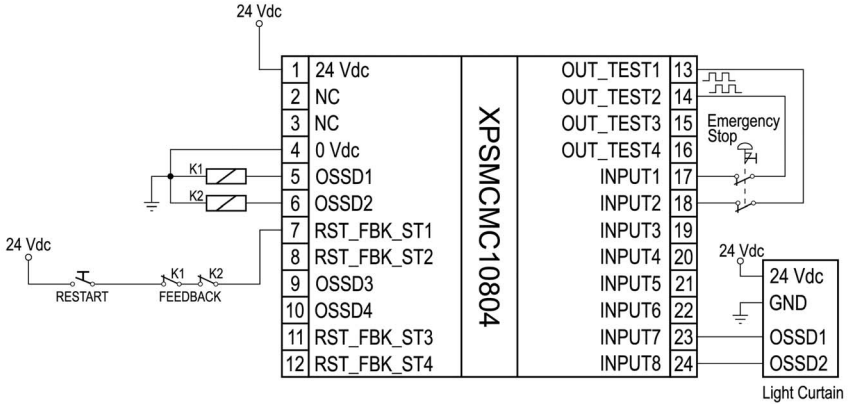 24 Vdc
1 24 Vdc
2 NC
3 NC
4 0 Vdc
5 OSSD1
6 OSSD2
7 RST_FBK_ST1
8 RST_FBK_ST2
9 OSSD3
10 OSSD4
11 RST_FBK_ST3
12 RST_FBK_ST4
K1
K2
24 Vdc
RESTART
K1 K2
FEEDBACK
XPSMCMC10804
OUT_TEST1 13
OUT_TEST2 14
OUT_TEST3 15
OUT_TEST4 16
INPUT1 17
INPUT2 18
INPUT3 19
INPUT4 20
INPUT5 21
INPUT6 22
INPUT7 23
INPUT8 24
Emergency
Stop
24 Vdc
24 Vdc
GND
OSSD1
OSSD2
Light Curtain